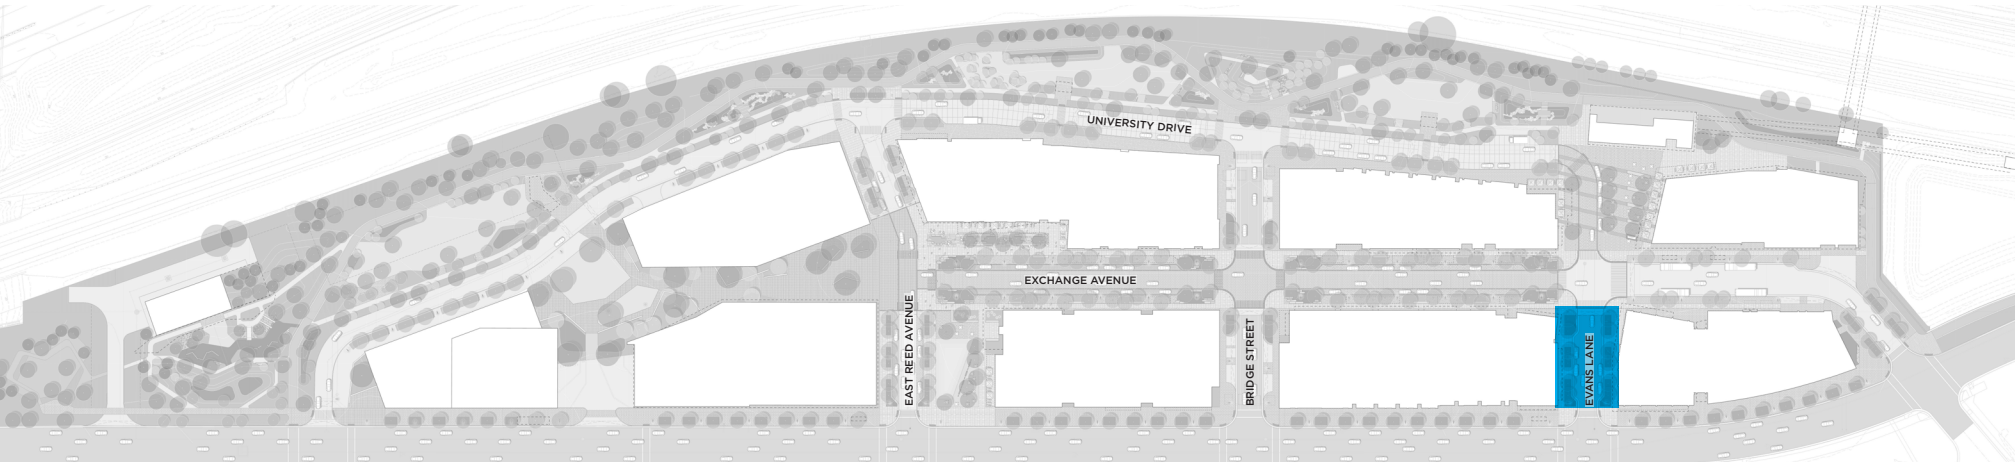 UNIVERSITY DRIVE
EXCHANGE AVENUE
EAST REED AVENUE
BRIDGE STREET
EVANS LANE